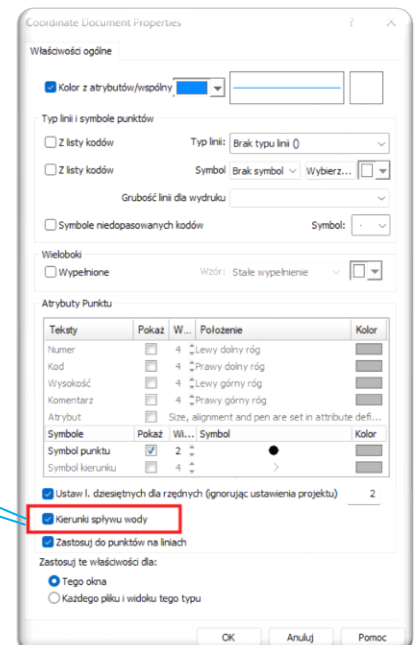 Coordinate Document Properties ? ×
Właściwości ogólne
Kolor z atrybutów/wspólny
Typ linii i symbole punktów
Z listy kodów Typ linii: Brak typu linii ()
Z listy kodów Symbol Brak symbol Wybierz...
Grubość linii dla wydruku
Symbole niedopasowanych kodów Symbol:
Wieloboki
Wypełnione Wzór: Stałe wypełnienie
Atrybuty Punktu
Teksty Pokaż W... Położenie Kolor
Numer 4 Lewy dolny róg
Kod 4 Prawy dolny róg
Wysokość 4 Lewy górny róg
Komentarz 4 Prawy górny róg
Atrybut Size, alignment and pen are set in attribute defi...
Symbole Pokaż Wi... Symbol Kolor
Symbol punktu 2
Symbol kierunku 4 >
Ustaw l. dziesiętnych dla rzędnych (ignorując ustawienia projektu) 2
Kierunki spływu wody
Zastosuj do punktów na liniach
Zastosuj te właściwości dla:
Tego okna
Każdego pliku i widoku tego typu
OK Anuluj Pomoc